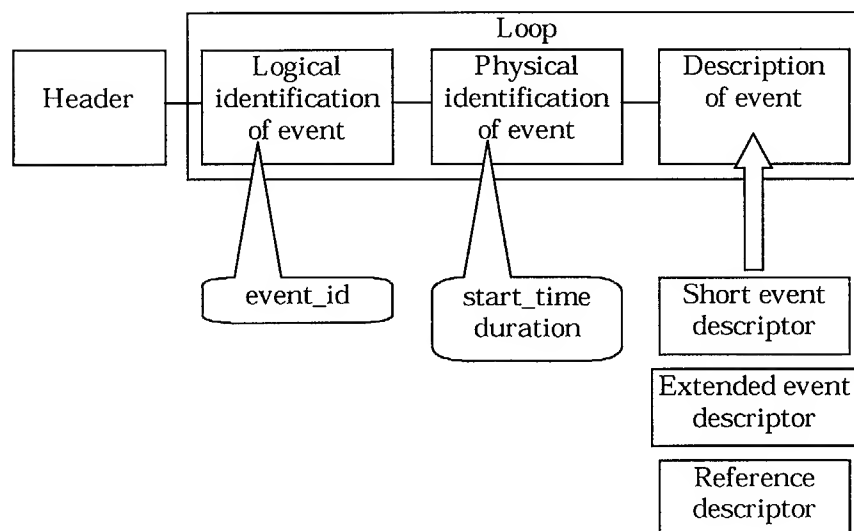 Loop
Header
Logical
identification
of event
Physical
identification
of event
Description
of event
event_id
start_time
duration
Short event
descriptor
Extended event
descriptor
Reference
descriptor